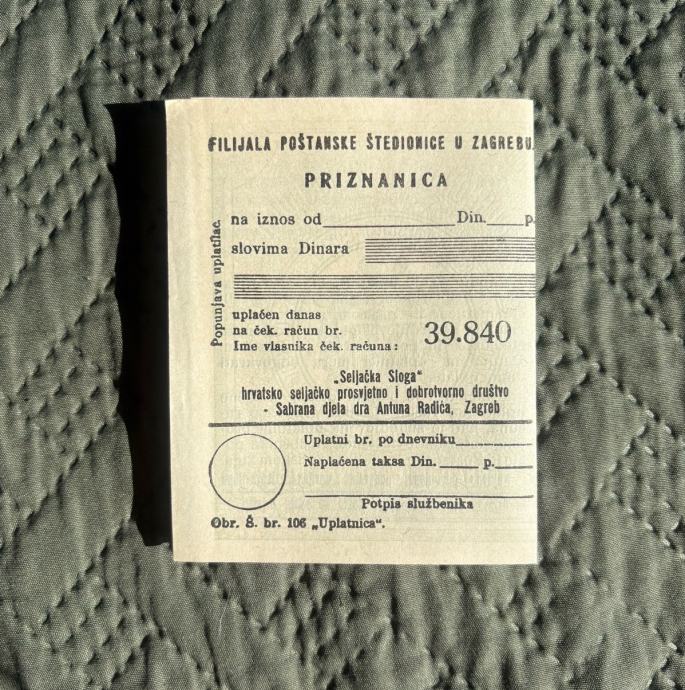 FILIJALA POŠTANSKE ŠTEDIONICE U ZAGREBU
PRIZNANICA
na iznos od Din. p.
slovima Dinara
Popunjava uplatilac
uplaćen danas
na ček. račun br. 39.840
Ime vlasnika ček. računa:
„Seljačka Sloga“
hrvatsko seljačko prosvjetno i dobrotvorno društvo
- Sabrana djela dra Antuna Radića, Zagreb
Uplatni br. po dnevniku
Naplaćena taksa Din. p.
Potpis službenika
Obr. Š. br. 106 „Uplatnica“.